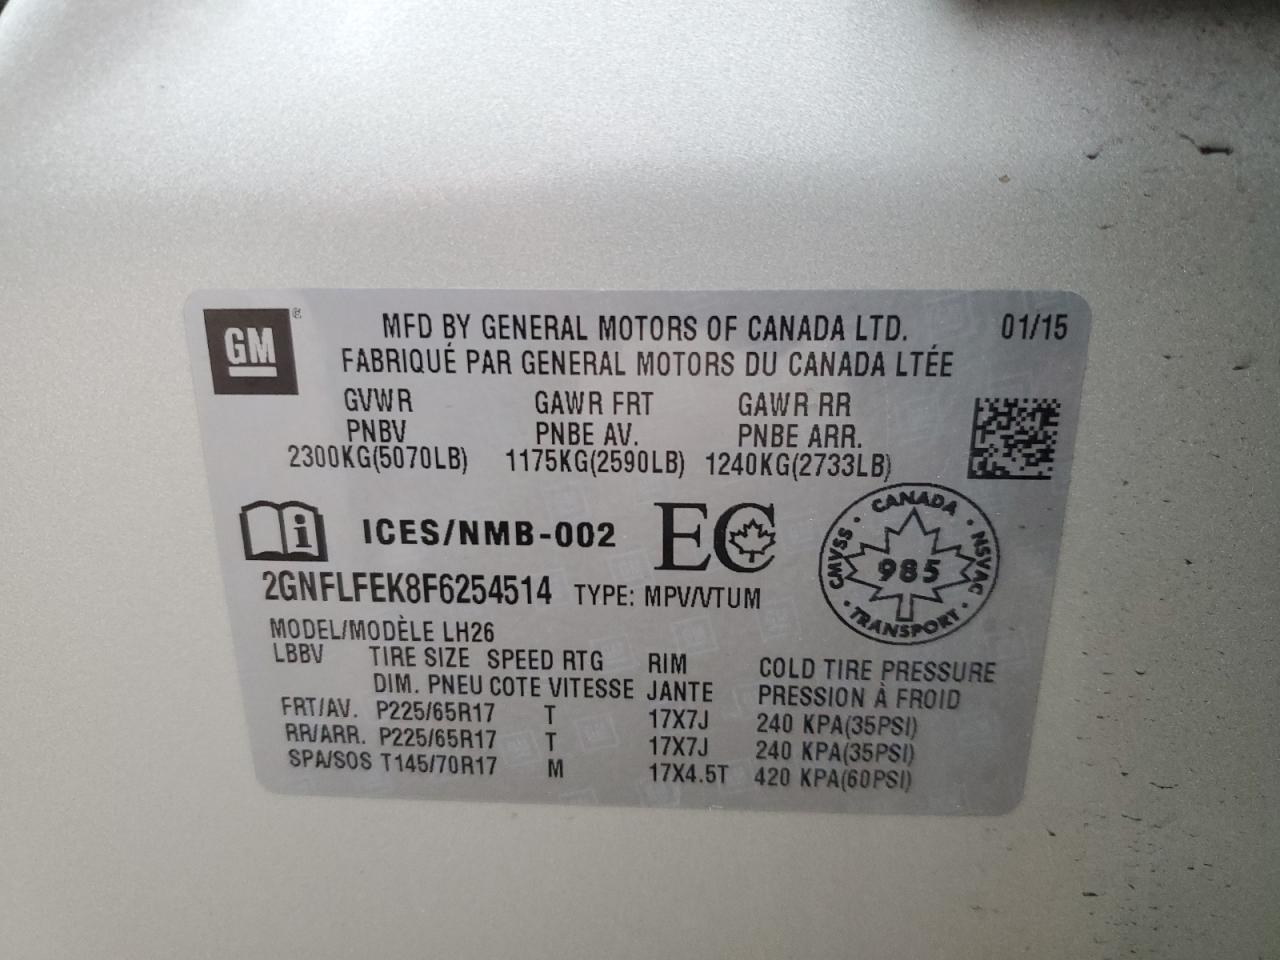 GM
MFD BY GENERAL MOTORS OF CANADA LTD. 01/15
FABRIQUÉ PAR GENERAL MOTORS DU CANADA LTÉE
GVWR GAWR FRT GAWR RR
PNBV PNBE AV. PNBE ARR.
2300KG(5070LB) 1175KG(2590LB) 1240KG(2733LB)
ICES/NMB-002 EC
CANADA
CMVSS 985 NSVAC
TRANSPORT
2GNFLFEK8F6254514 TYPE: MPV/VTUM
MODEL/MODÈLE LH26
LBBV TIRE SIZE SPEED RTG RIM COLD TIRE PRESSURE
DIM. PNEU COTE VITESSE JANTE PRESSION À FROID
FRT/AV. P225/65R17 T 17X7J 240 KPA(35PSI)
RR/ARR. P225/65R17 T 17X7J 240 KPA(35PSI)
SPA/SOS T145/70R17 M 17X4.5T 420 KPA(60PSI)